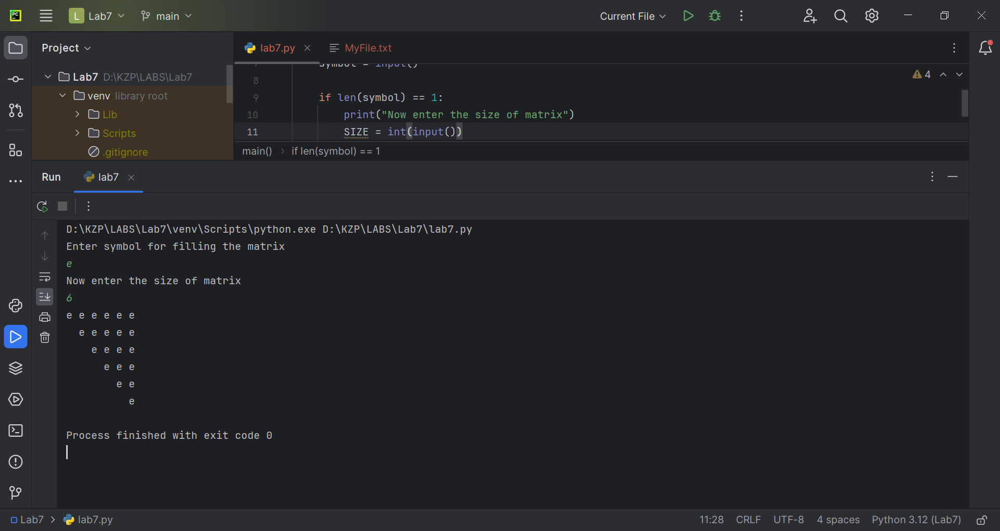 PC
L Lab7 main Current File
Project
lab7.py MyFile.txt
Lab7 D:\KZP\LABS\Lab7
venv library root
Lib
Scripts
.gitignore
7 symbol = input()
8
9 if len(symbol) == 1:
10 print("Now enter the size of matrix")
11 SIZE = int(input())
4
main() › if len(symbol) == 1
Run lab7
D:\KZP\LABS\Lab7\venv\Scripts\python.exe D:\KZP\LABS\Lab7\lab7.py
Enter symbol for filling the matrix
e
Now enter the size of matrix
6
e e e e e e
e e e e e
e e e e
e e e
e e
e
Process finished with exit code 0
Lab7 > lab7.py 11:28 CRLF UTF-8 4 spaces Python 3.12 (Lab7)